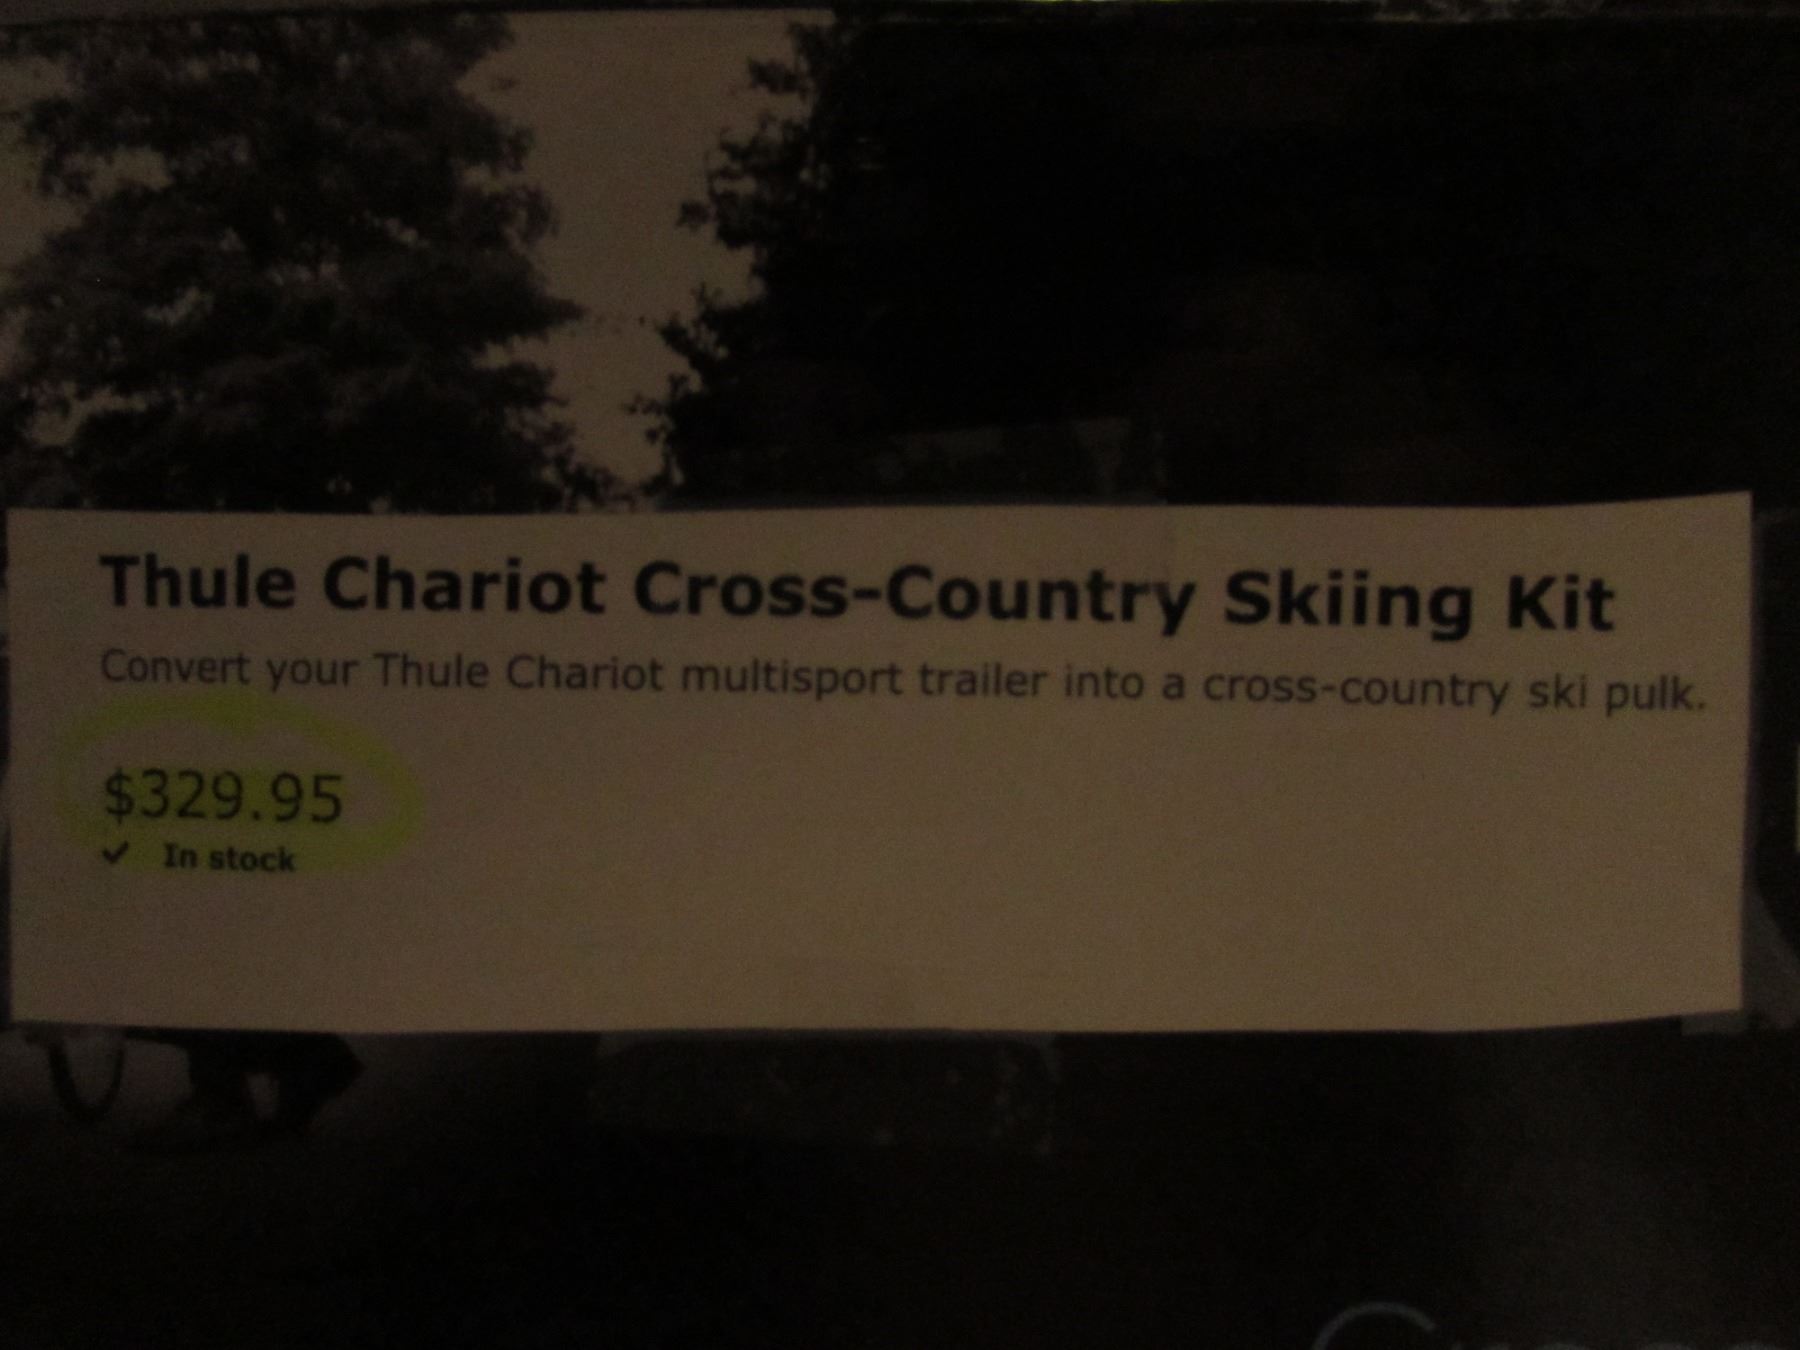 Thule Chariot Cross-Country Skiing Kit
Convert your Thule Chariot multisport trailer into a cross-country ski pulk.
$329.95
✓ In stock